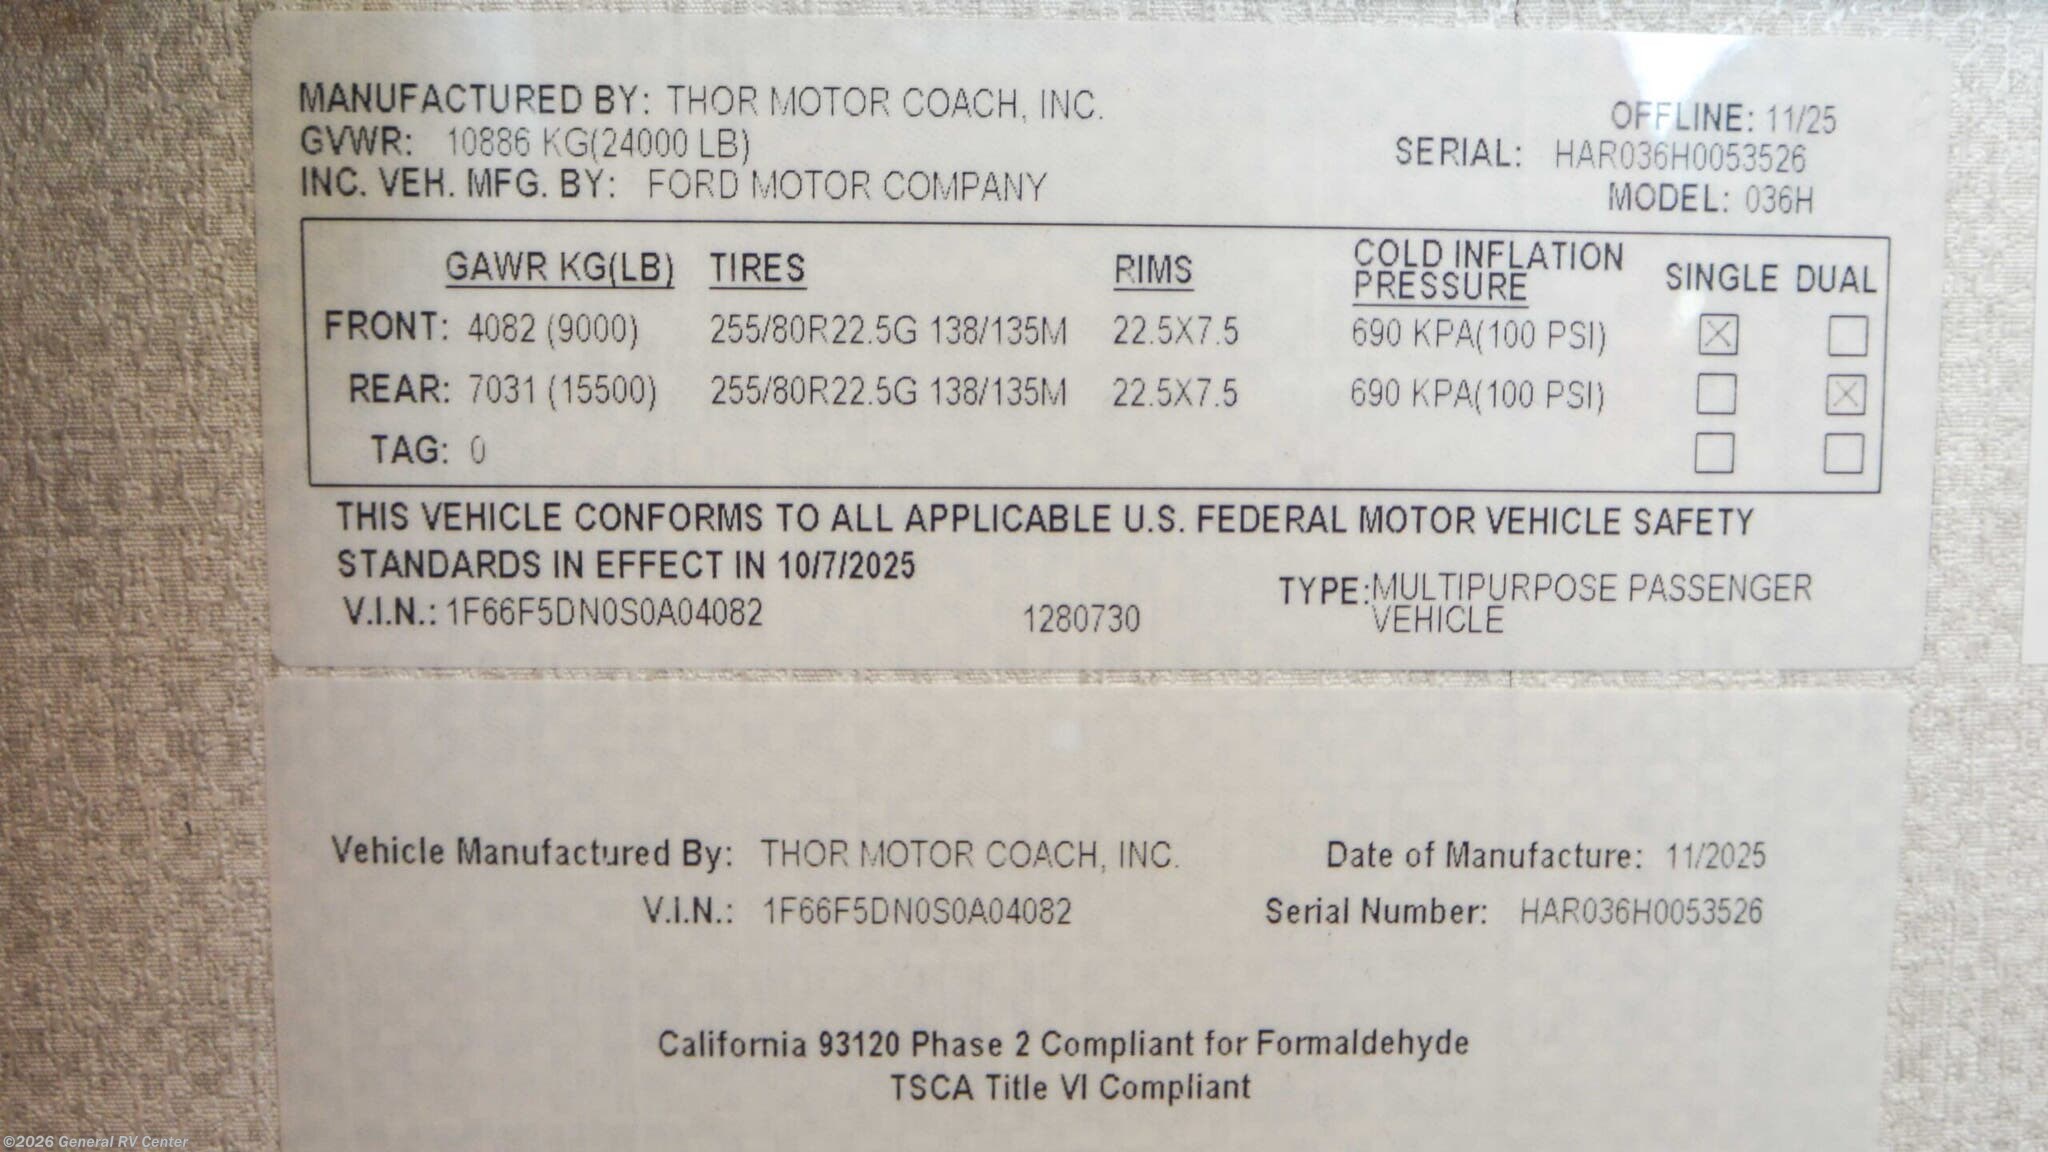 MANUFACTURED BY: THOR MOTOR COACH, INC.
OFFLINE: 11/25
GVWR: 10886 KG(24000 LB)
SERIAL: HAR036H0053526
INC. VEH. MFG. BY: FORD MOTOR COMPANY
MODEL: 036H
GAWR KG(LB) TIRES RIMS COLD INFLATION PRESSURE SINGLE DUAL
FRONT: 4082 (9000) 255/80R22.5G 138/135M 22.5X7.5 690 KPA(100 PSI) ☒ ☐
REAR: 7031 (15500) 255/80R22.5G 138/135M 22.5X7.5 690 KPA(100 PSI) ☐ ☒
TAG: 0 ☐ ☐
THIS VEHICLE CONFORMS TO ALL APPLICABLE U.S. FEDERAL MOTOR VEHICLE SAFETY
STANDARDS IN EFFECT IN 10/7/2025
V.I.N.: 1F66F5DN0S0A04082 1280730 TYPE: MULTIPURPOSE PASSENGER
VEHICLE
Vehicle Manufactured By: THOR MOTOR COACH, INC. Date of Manufacture: 11/2025
V.I.N.: 1F66F5DN0S0A04082 Serial Number: HAR036H0053526
California 93120 Phase 2 Compliant for Formaldehyde
TSCA Title VI Compliant
©2026 General RV Center